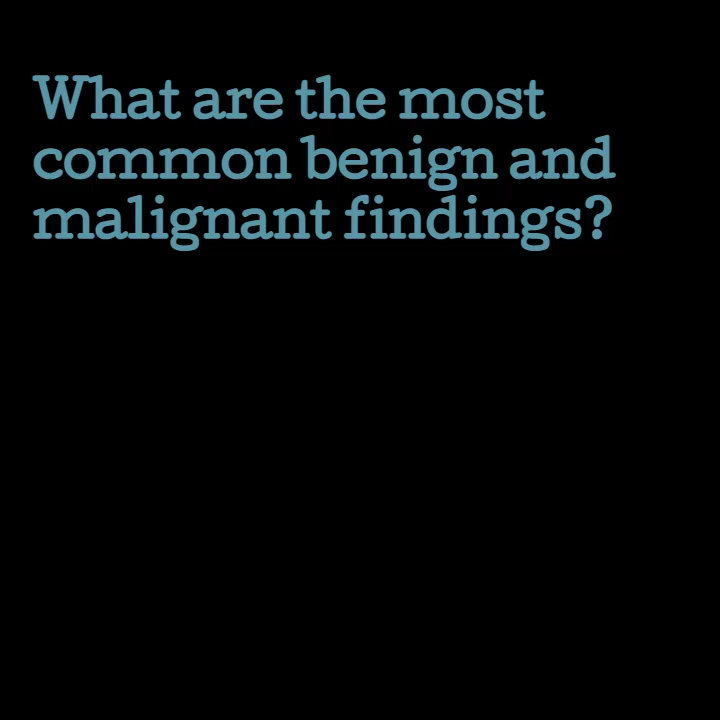 What are the most
common benign and
malignant findings?